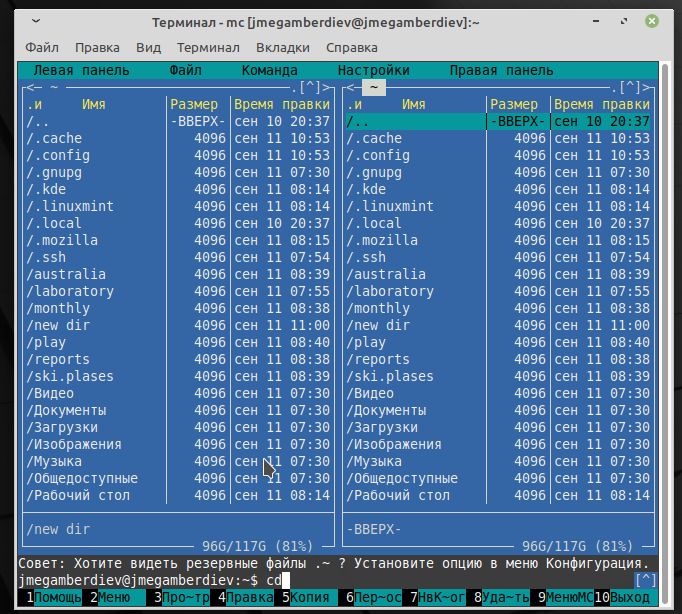 Терминал - mc [jmegamberdiev@jmegamberdiev]:~
Файл Правка Вид Терминал Вкладки Справка
Левая панель Файл Команда Настройки Правая панель
<─ ~ .[^]> <─ ~ .[^]>
.и Имя Размер Время правки .и Имя Размер Время правки
/.. -ВВЕРХ- сен 10 20:37 /.. -ВВЕРХ- сен 10 20:37
/.cache 4096 сен 11 10:53 /.cache 4096 сен 11 10:53
/.config 4096 сен 11 10:53 /.config 4096 сен 11 10:53
/.gnupg 4096 сен 11 07:30 /.gnupg 4096 сен 11 07:30
/.kde 4096 сен 11 08:14 /.kde 4096 сен 11 08:14
/.linuxmint 4096 сен 11 08:14 /.linuxmint 4096 сен 11 08:14
/.local 4096 сен 10 20:37 /.local 4096 сен 10 20:37
/.mozilla 4096 сен 11 08:15 /.mozilla 4096 сен 11 08:15
/.ssh 4096 сен 11 07:54 /.ssh 4096 сен 11 07:54
/australia 4096 сен 11 08:39 /australia 4096 сен 11 08:39
/laboratory 4096 сен 11 07:55 /laboratory 4096 сен 11 07:55
/monthly 4096 сен 11 08:38 /monthly 4096 сен 11 08:38
/new dir 4096 сен 11 11:00 /new dir 4096 сен 11 11:00
/play 4096 сен 11 08:40 /play 4096 сен 11 08:40
/reports 4096 сен 11 08:38 /reports 4096 сен 11 08:38
/ski.plases 4096 сен 11 08:39 /ski.plases 4096 сен 11 08:39
/Видео 4096 сен 11 07:30 /Видео 4096 сен 11 07:30
/Документы 4096 сен 11 07:30 /Документы 4096 сен 11 07:30
/Загрузки 4096 сен 11 07:30 /Загрузки 4096 сен 11 07:30
/Изображения 4096 сен 11 07:30 /Изображения 4096 сен 11 07:30
/Музыка 4096 сен 11 07:30 /Музыка 4096 сен 11 07:30
/Общедоступные 4096 сен 11 07:30 /Общедоступные 4096 сен 11 07:30
/Рабочий стол 4096 сен 11 08:14 /Рабочий стол 4096 сен 11 08:14
/new dir -ВВЕРХ-
96G/117G (81%) 96G/117G (81%)
Совет: Хотите видеть резервные файлы .~ ? Установите опцию в меню Конфигурация.
jmegamberdiev@jmegamberdiev:~$ cd [^]
1Помощь 2Меню 3Про~тр 4Правка 5Копия 6Пер~ос 7НвК~ог 8Уда~ть 9МенюMC 10Выход